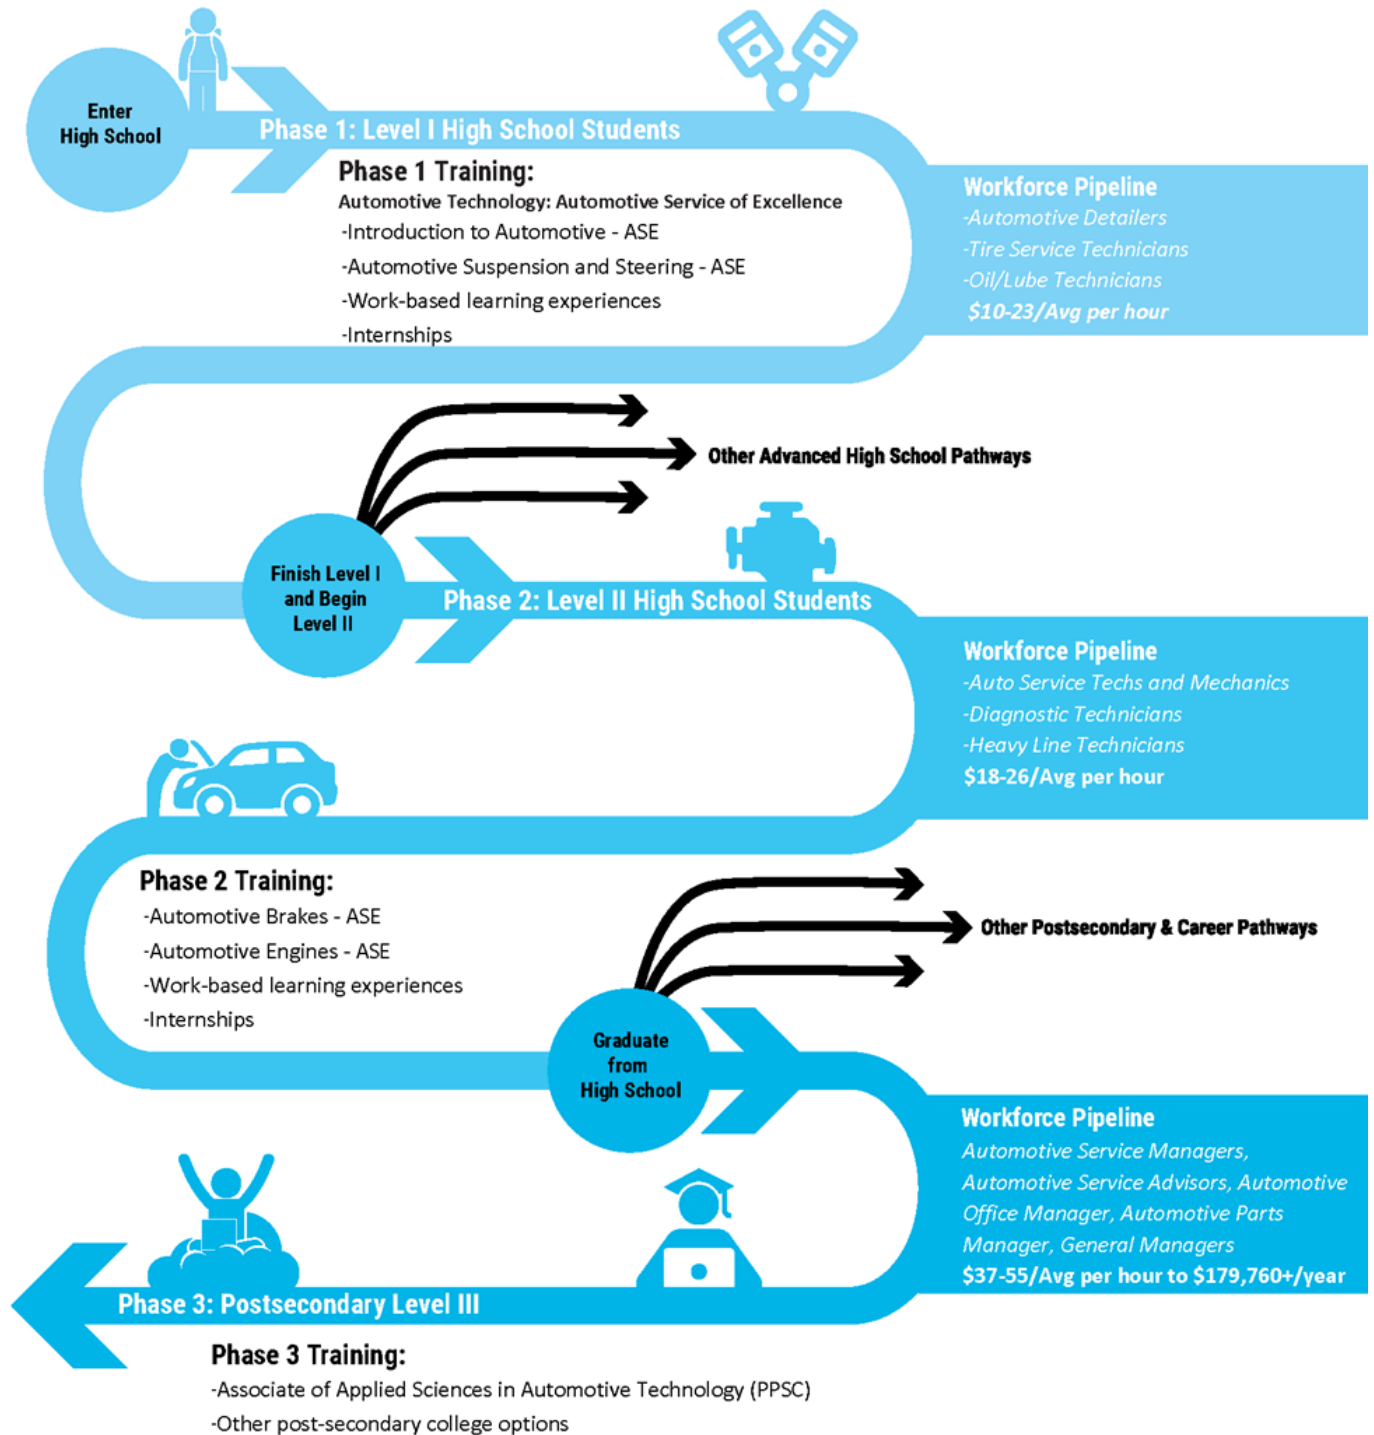 Enter
High School
Phase 1: Level I High School Students
Phase 1 Training:
Automotive Technology: Automotive Service of Excellence
-Introduction to Automotive - ASE
-Automotive Suspension and Steering - ASE
-Work-based learning experiences
-Internships
Workforce Pipeline
-Automotive Detailers
-Tire Service Technicians
-Oil/Lube Technicians
$10-23/Avg per hour
Other Advanced High School Pathways
Finish Level I
and Begin
Level II
Phase 2: Level II High School Students
Workforce Pipeline
-Auto Service Techs and Mechanics
-Diagnostic Technicians
-Heavy Line Technicians
$18-26/Avg per hour
Phase 2 Training:
-Automotive Brakes - ASE
-Automotive Engines - ASE
-Work-based learning experiences
-Internships
Other Postsecondary & Career Pathways
Graduate
from
High School
Workforce Pipeline
Automotive Service Managers,
Automotive Service Advisors, Automotive
Office Manager, Automotive Parts
Manager, General Managers
$37-55/Avg per hour to $179,760+/year
Phase 3: Postsecondary Level III
Phase 3 Training:
-Associate of Applied Sciences in Automotive Technology (PPSC)
-Other post-secondary college options